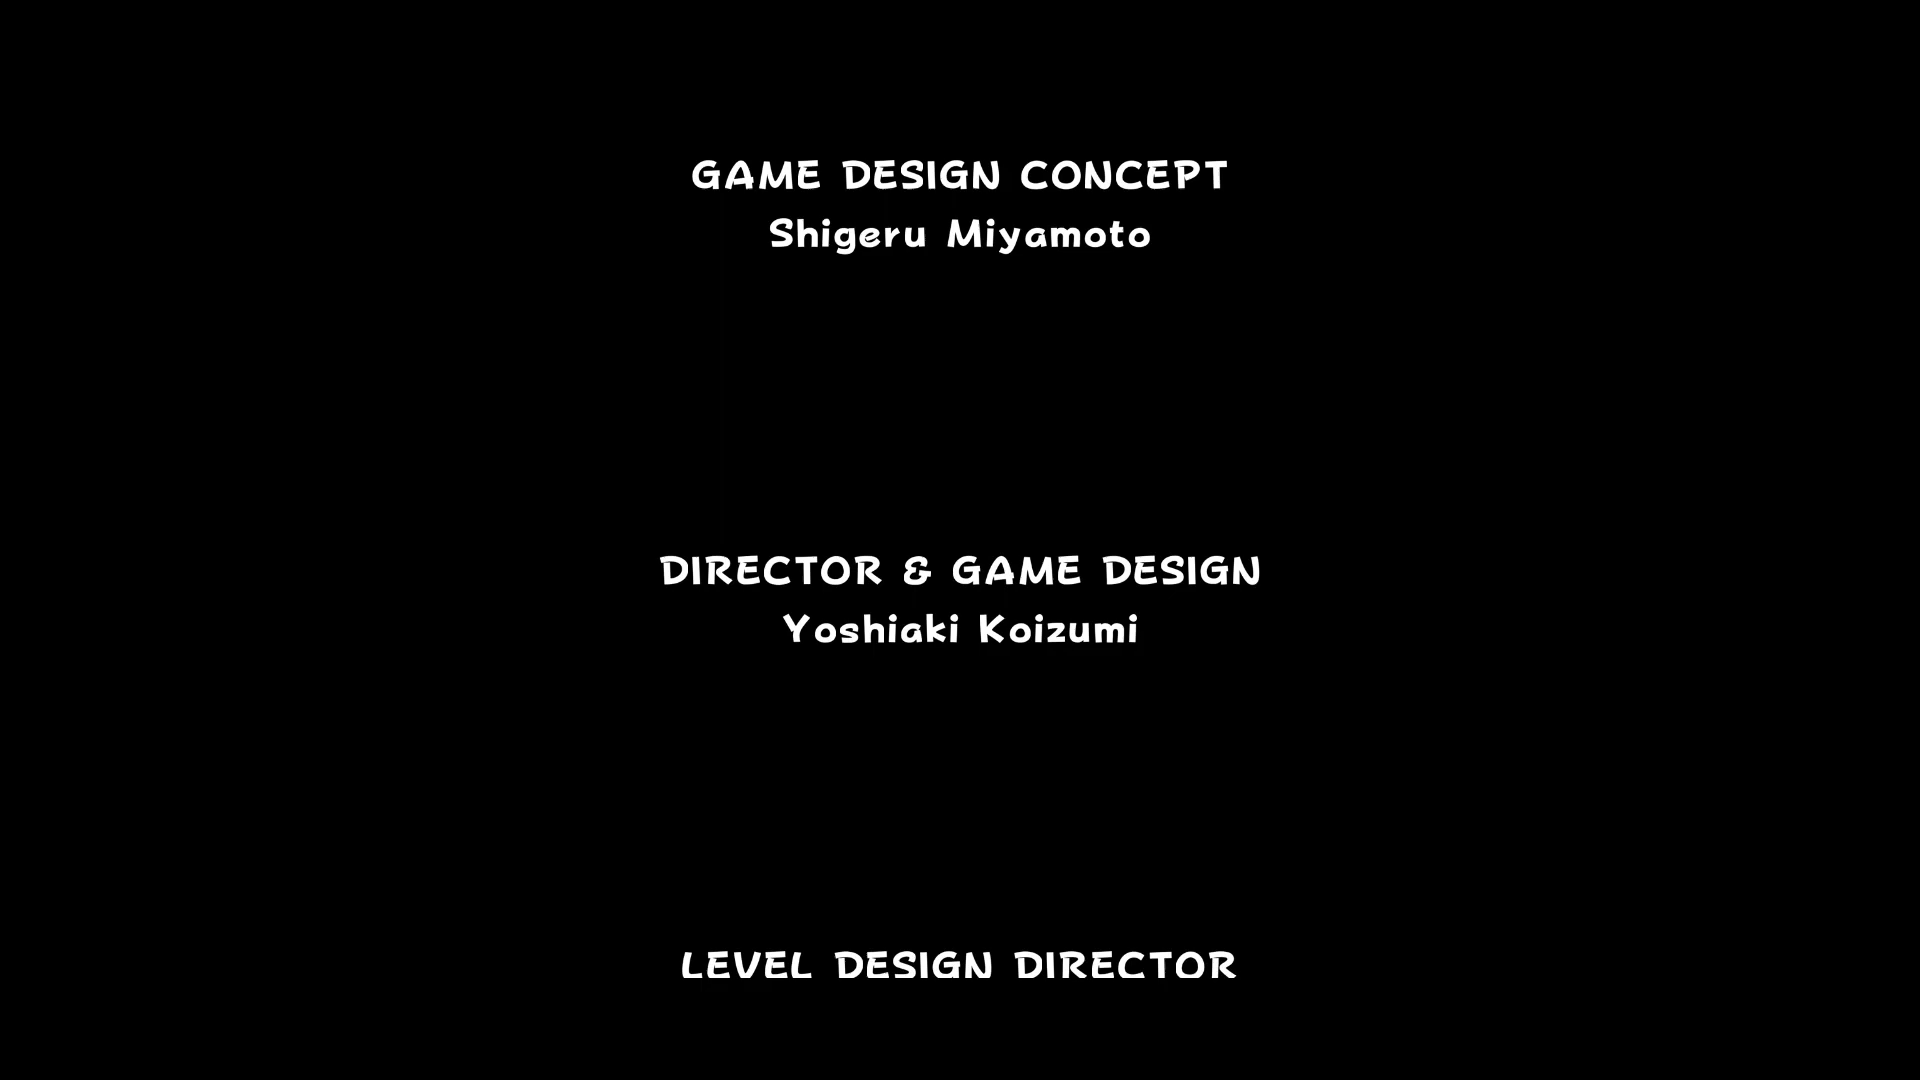 GAME DESIGN CONCEPT
Shigeru Miyamoto
DIRECTOR & GAME DESIGN
Yoshiaki Koizumi
LEVEL DESIGN DIRECTOR